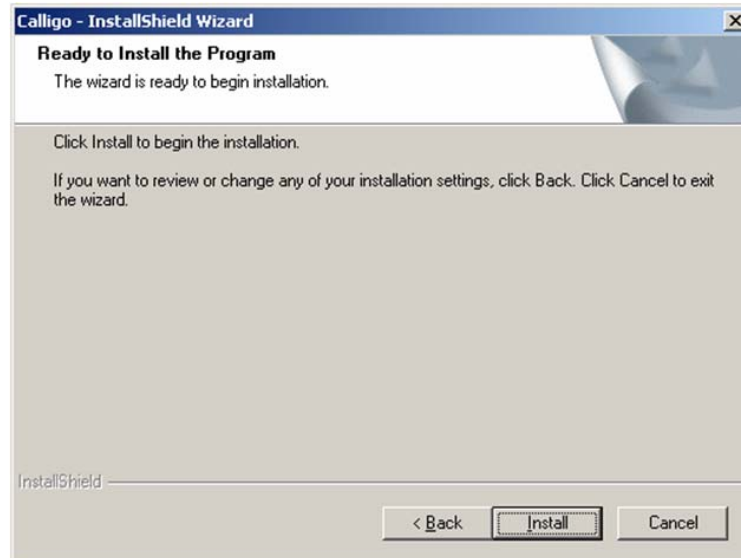 Calligo - InstallShield Wizard
Ready to Install the Program
The wizard is ready to begin installation.
Click Install to begin the installation.
If you want to review or change any of your installation settings, click Back. Click Cancel to exit
the wizard.
InstallShield
< Back
Install
Cancel